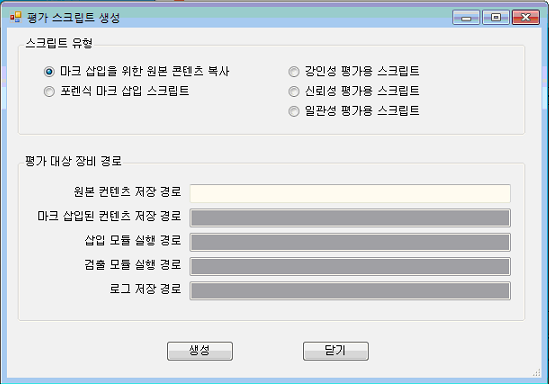 평가 스크립트 생성
스크립트 유형
마크 삽입을 위한 원본 콘텐츠 복사
강인성 평가용 스크립트
포렌식 마크 삽입 스크립트
신뢰성 평가용 스크립트
일관성 평가용 스크립트
평가 대상 장비 경로
원본 컨텐츠 저장 경로
마크 삽입된 컨텐츠 저장 경로
삽입 모듈 실행 경로
검출 모듈 실행 경로
로그 저장 경로
생성
닫기